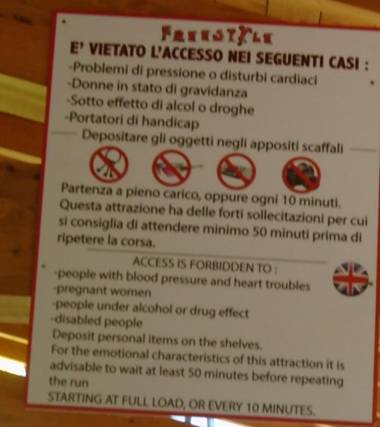 FREESTYLE
E' VIETATO L'ACCESSO NEI SEGUENTI CASI :
-Problemi di pressione o disturbi cardiaci
-Donne in stato di gravidanza
-Sotto effetto di alcol o droghe
-Portatori di handicap
Depositare gli oggetti negli appositi scaffali
Partenza a pieno carico, oppure ogni 10 minuti.
Questa attrazione ha delle forti sollecitazioni per cui
si consiglia di attendere minimo 50 minuti prima di
ripetere la corsa.
ACCESS IS FORBIDDEN TO :
-people with blood pressure and heart troubles
-pregnant women
-people under alcohol or drug effect
-disabled people
Deposit personal items on the shelves.
For the emotional characteristics of this attraction it is
advisable to wait at least 50 minutes before repeating
the run
STARTING AT FULL LOAD, OR EVERY 10 MINUTES.